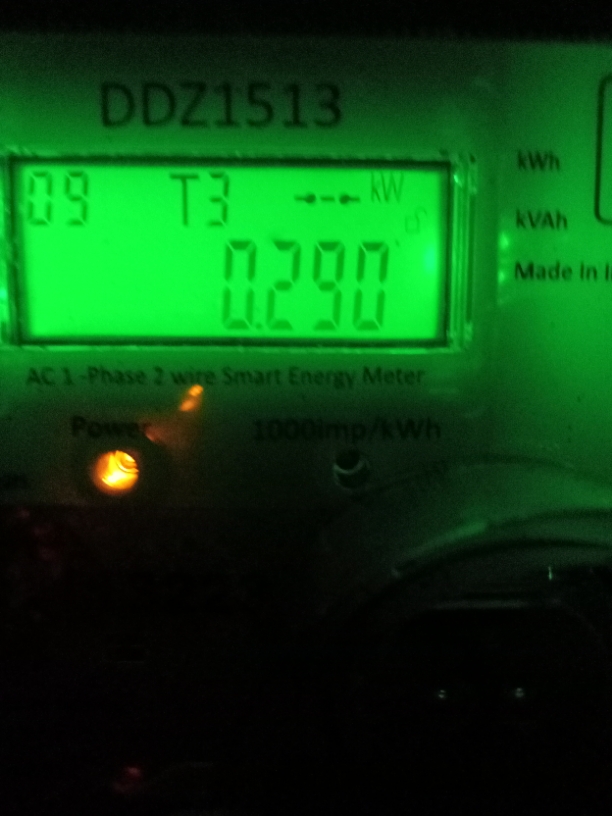 DDZ1513
09 T3 kW
0.290
kWh
kVAh
Made in
AC 1 -Phase 2 wire Smart Energy Meter
Power
1000imp/kWh